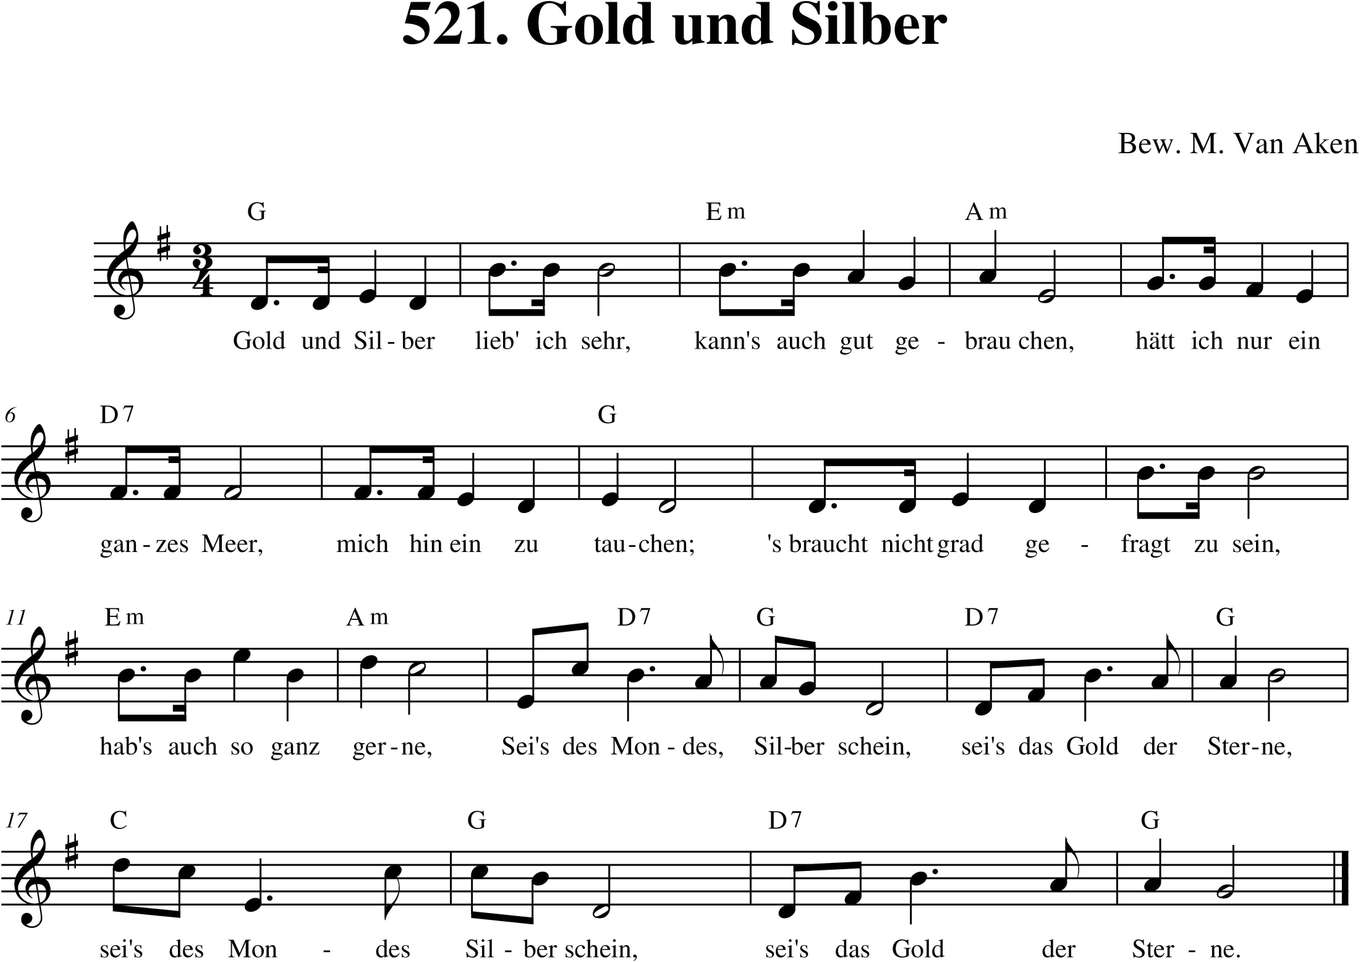 521. Gold und Silber
Bew. M. Van Aken
G Em Am
3
4
Gold und Sil - ber lieb' ich sehr, kann's auch gut ge - brau chen, hätt ich nur ein
6 D7 G
gan - zes Meer, mich hin ein zu tau - chen; 's braucht nicht grad ge - fragt zu sein,
11 Em Am D7 G D7 G
hab's auch so ganz ger - ne, Sei's des Mon - des, Sil - ber schein, sei's das Gold der Ster - ne,
17 C G D7 G
sei's des Mon - des Sil - ber schein, sei's das Gold der Ster - ne.